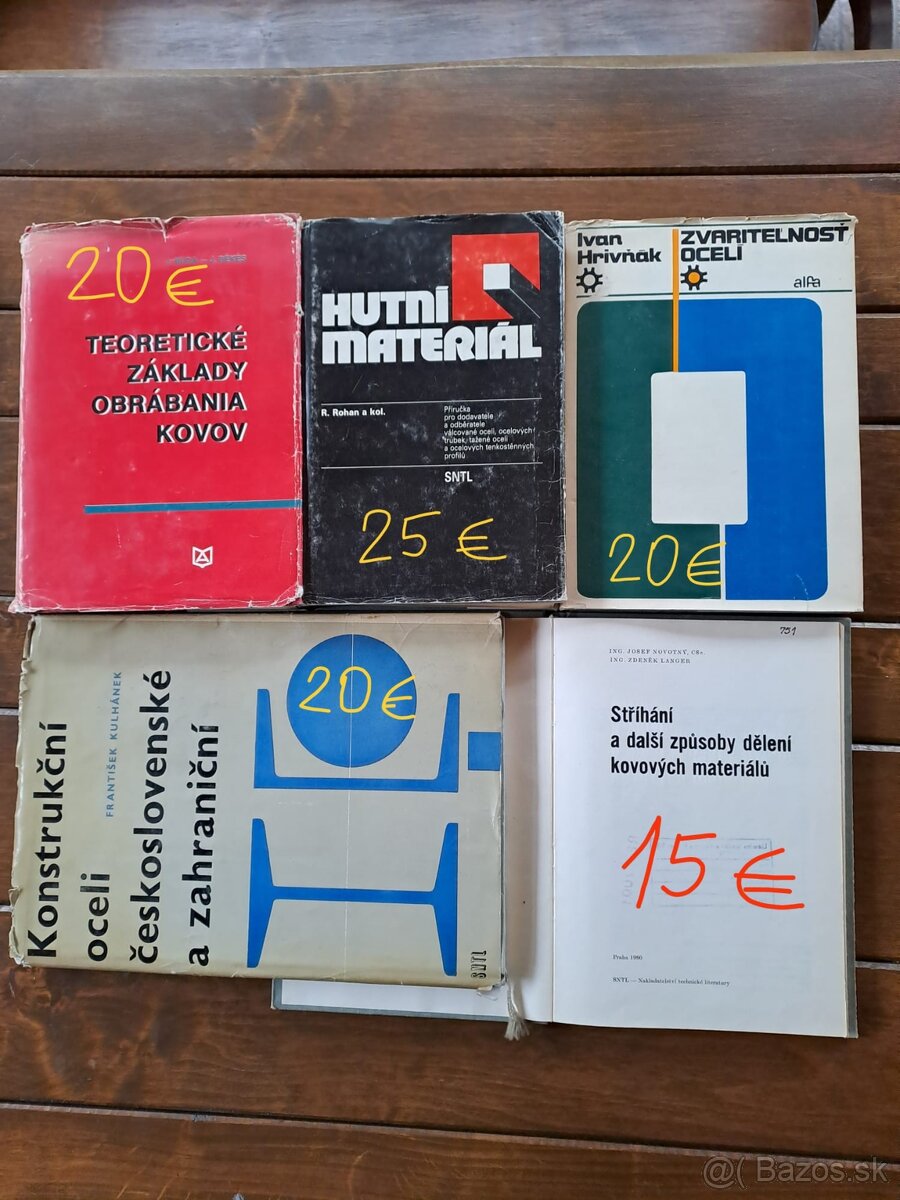 20 €
J. BÉKÉS
TEORETICKÉ
ZÁKLADY
OBRÁBANIA
KOVOV
HUTNÍ
MATERIÁL
R. Rohan a kol.
Příručka
pro dodavatele
a odběratele
válcované oceli, ocelových
trubek, tažené oceli
a ocelových tenkostěnných
profilů
SNTL
25 €
Ivan
Hrivňák
ZVARITELNOSŤ
OCELÍ
alfa
20€
Konstrukční
oceli
československé
a zahraniční
FRANTIŠEK KULHÁNEK
20€
SNTL
751
ING. JOSEF NOVOTNÝ, CSc.
ING. ZDENĚK LANGER
Stříhání
a další způsoby dělení
kovových materiálů
15€
Praha 1980
SNTL — Nakladatelství technické literatury
@( Bazos.sk